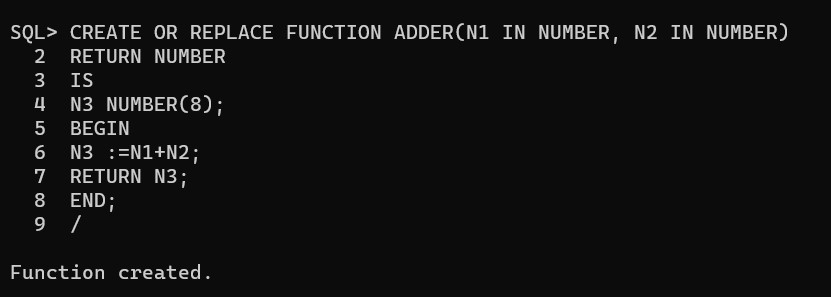 SQL> CREATE OR REPLACE FUNCTION ADDER(N1 IN NUMBER, N2 IN NUMBER)
  2  RETURN NUMBER
  3  IS
  4  N3 NUMBER(8);
  5  BEGIN
  6  N3 :=N1+N2;
  7  RETURN N3;
  8  END;
  9  /
Function created.